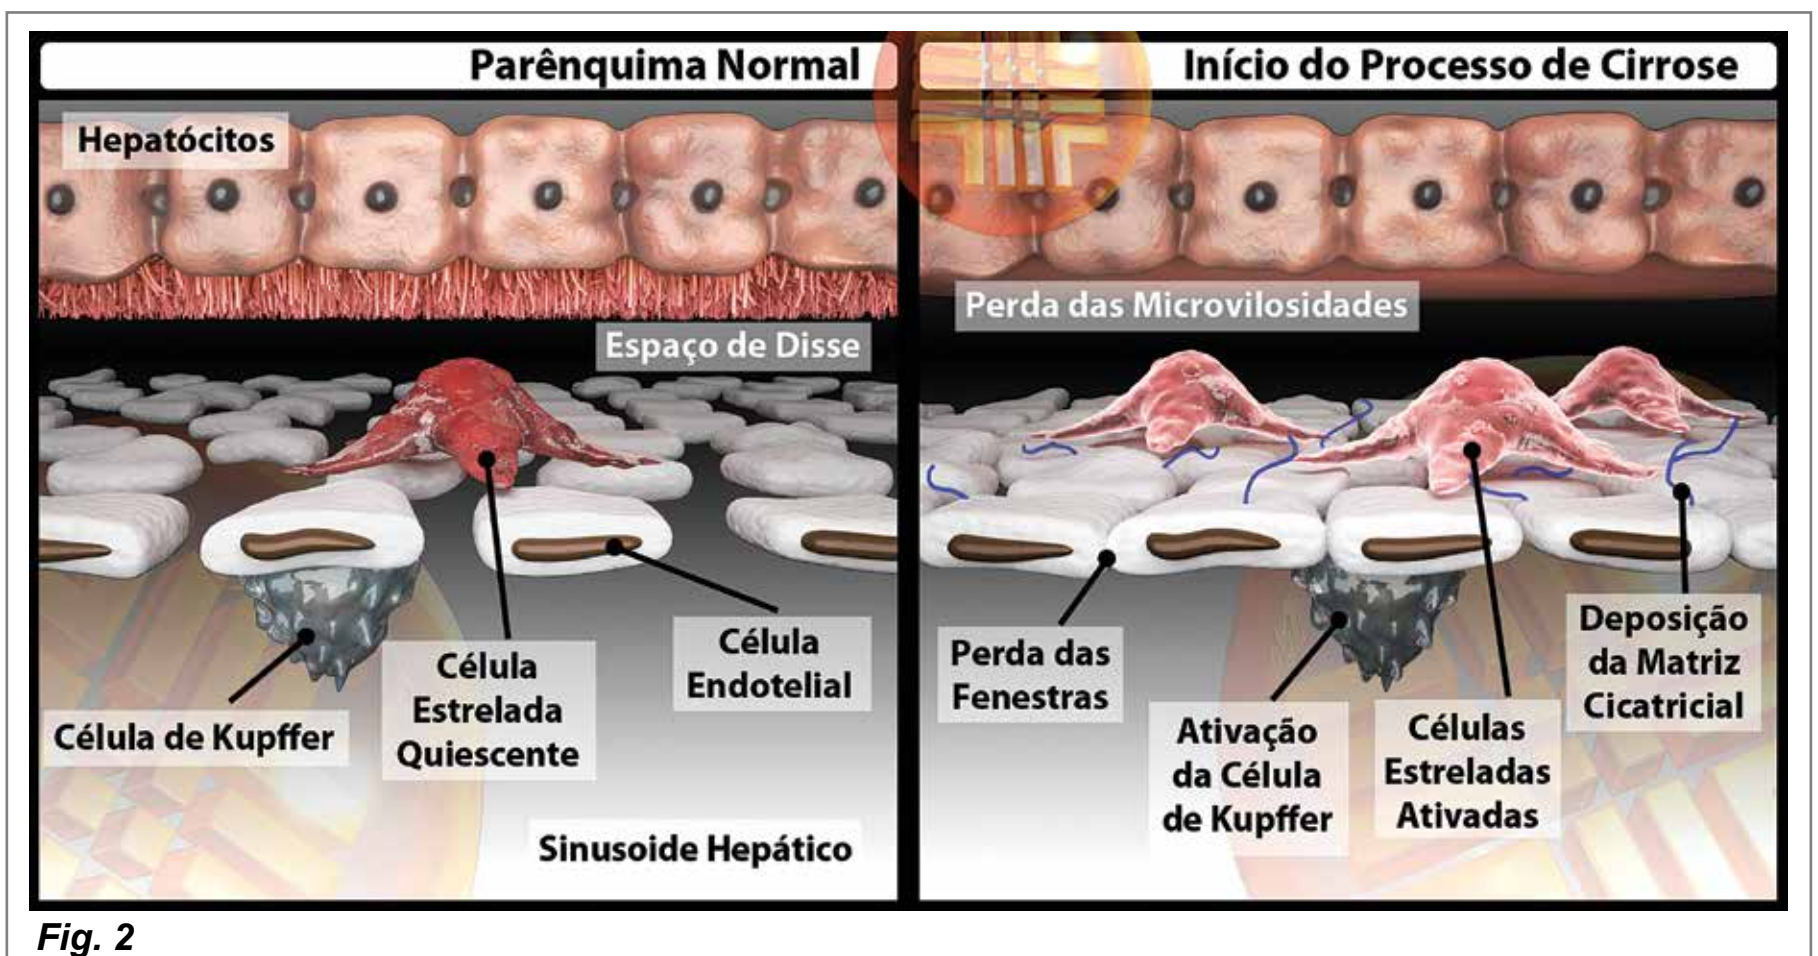 Parênquima Normal
Hepatócitos
Espaço de Disse
Célula
Endotelial
Célula
Estrelada
Quiescente
Célula de Kupffer
Sinusoide Hepático
Início do Processo de Cirrose
Perda das Microvilosidades
Perda das
Fenestras
Ativação
da Célula
de Kupffer
Células
Estreladas
Ativadas
Deposição
da Matriz
Cicatricial
Fig. 2